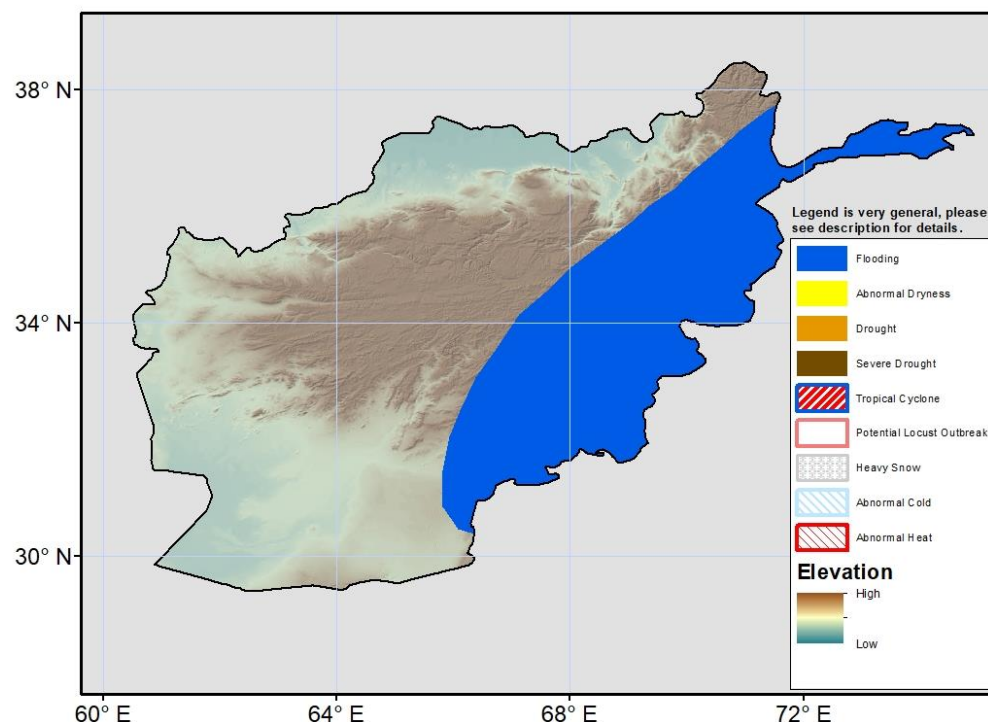 38° N
34° N
30° N
60° E
64° E
68° E
72° E
Legend is very general, please
see description for details.
Flooding
Abnormal Dryness
Drought
Severe Drought
Tropical Cyclone
Potential Locust Outbreak
Heavy Snow
Abnormal Cold
Abnormal Heat
Elevation
High
Low